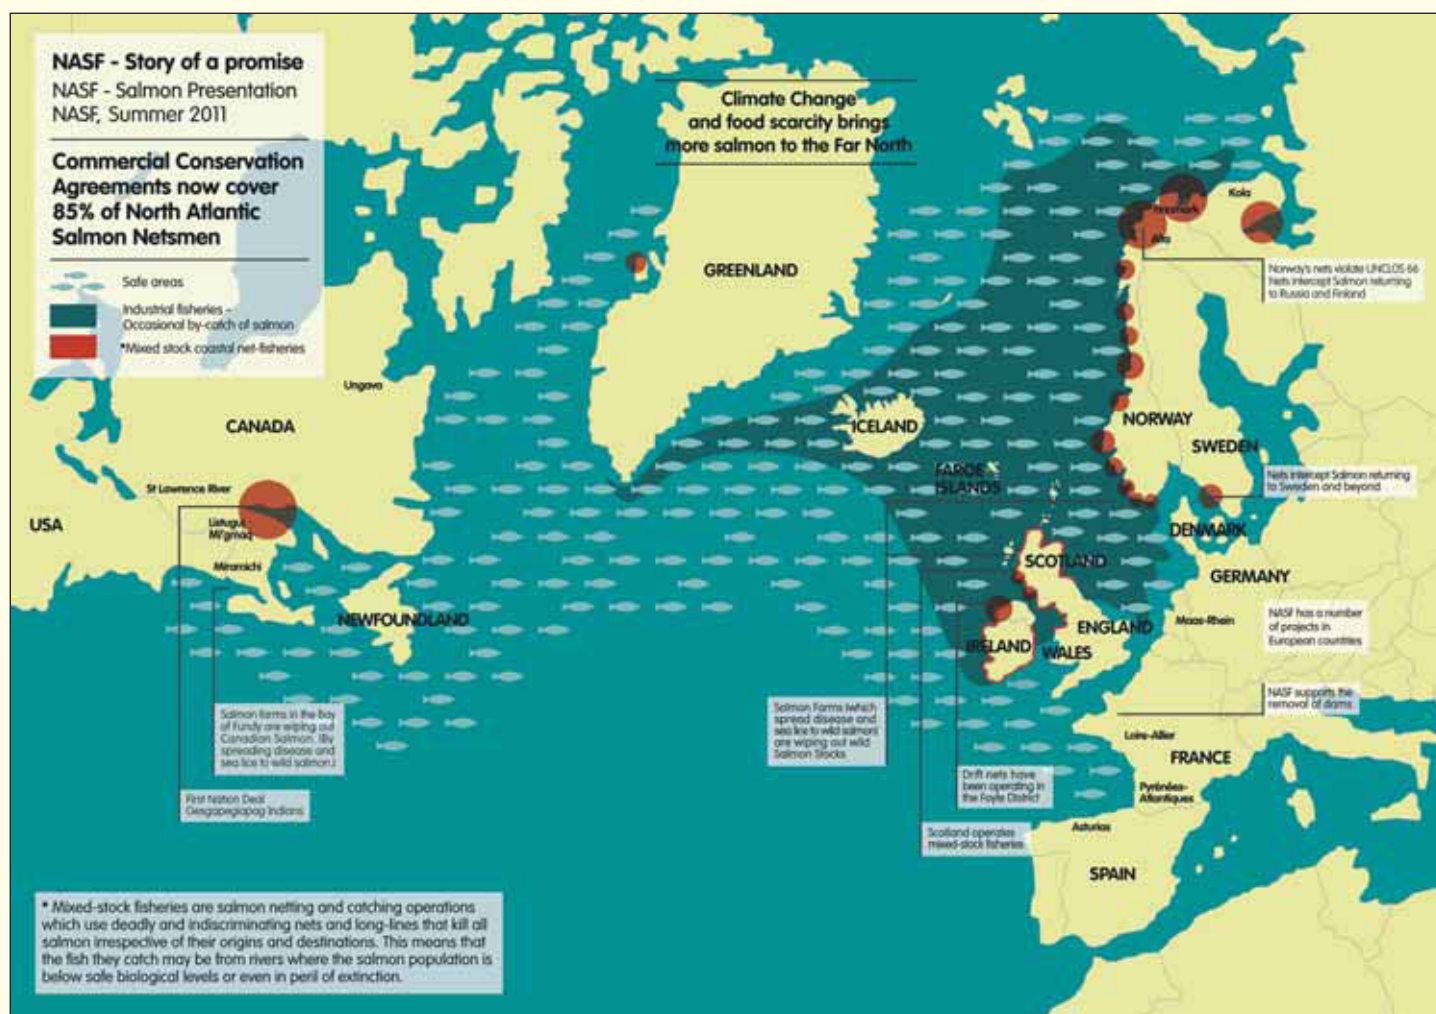 NASF - Story of a promise
NASF - Salmon Presentation
NASF, Summer 2011
Commercial Conservation
Agreements now cover
85% of North Atlantic
Salmon Netsmen
Safe areas
Industrial fisheries -
Occasional by-catch of salmon
*Mixed stock coastal net-fisheries
Climate Change
and food scarcity brings
more salmon to the Far North
GREENLAND
Kola
Alta
Norway's nets violate UNCLOS 66
Nets intercept Salmon returning
to Russia and Finland
Ungava
CANADA
ICELAND
NORWAY
SWEDEN
FAROE
ISLANDS
Nets intercept Salmon returning
to Sweden and beyond
St Lawrence River
USA
Listuguj
Mi'gmaq
DENMARK
Miramichi
SCOTLAND
GERMANY
NEWFOUNDLAND
NASF has a number
of projects in
European countries
Maas-Rhein
ENGLAND
IRELAND
WALES
NASF supports the
removal of dams.
Salmon farms in the Bay
of Fundy are wiping out
Canadian Salmon. (By
spreading disease and
sea lice to wild salmon.)
Salmon Farms (which
spread disease and
sea lice to wild salmon)
are wiping out wild
Salmon Stocks
Loire-Allier
FRANCE
Drift nets have
been operating in
the Foyle District
Pyrénées-
Atlantiques
First Nation Deal
Gesgapegiapag Indians
Scotland operates
mixed-stock fisheries
Asturias
SPAIN
* Mixed-stock fisheries are salmon netting and catching operations
which use deadly and indiscriminating nets and long-lines that kill all
salmon irrespective of their origins and destinations. This means that
the fish they catch may be from rivers where the salmon population is
below safe biological levels or even in peril of extinction.